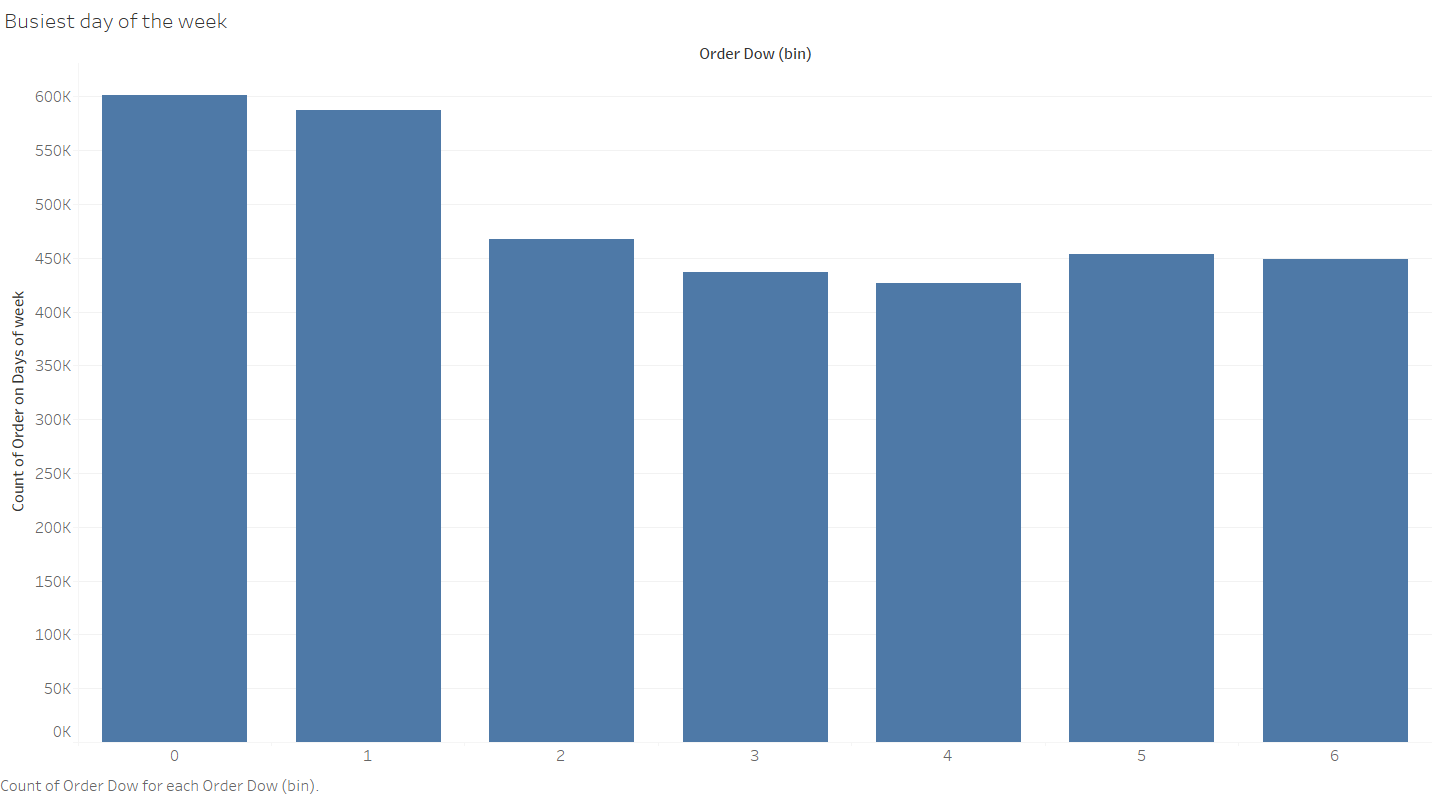 Busiest day of the week
Order Dow (bin)
Count of Order on Days of week
600K
550K
500K
450K
400K
350K
300K
250K
200K
150K
100K
50K
0K
0 1 2 3 4 5 6
Count of Order Dow for each Order Dow (bin).